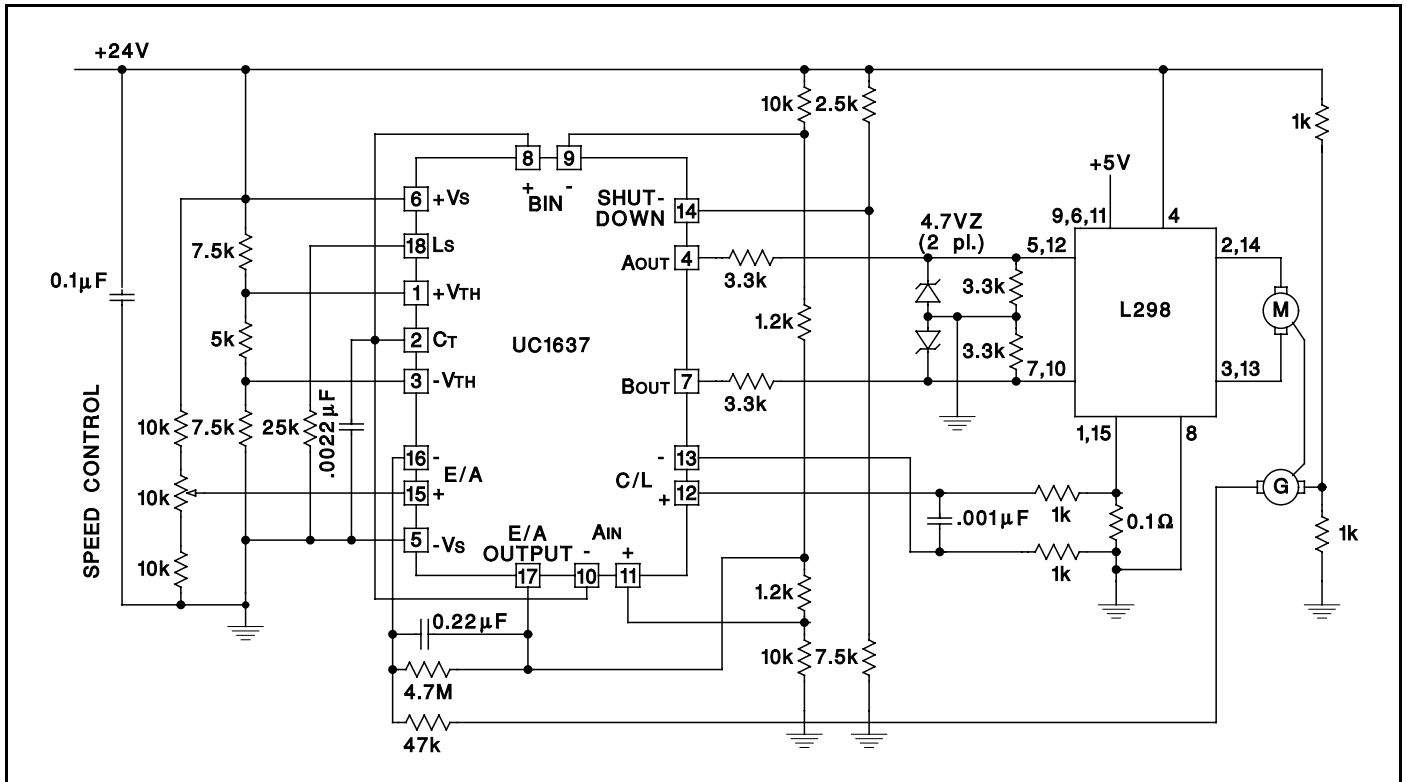 +24V
10k
2.5k
1k
+5V
8
9
+
-
BIN
SHUT-
DOWN
14
6
+VS
7.5k
18
LS
4.7VZ
(2 pl.)
9,6,11
4
5,12
2,14
AOUT
4
3.3k
0.1µF
1
+VTH
3.3k
L298
M
5k
2
CT
UC1637
1.2k
3.3k
3
-VTH
BOUT
7
3.3k
7,10
3,13
SPEED CONTROL
10k
7.5k
25k
.0022µF
1,15
8
16
-
E/A
15
+
-
13
C/L
+
12
10k
.001µF
1k
0.1Ω
G
1k
5
-VS
E/A
OUTPUT
AIN
-
+
1k
10k
17
10
11
1.2k
0.22µF
10k
7.5k
4.7M
47k